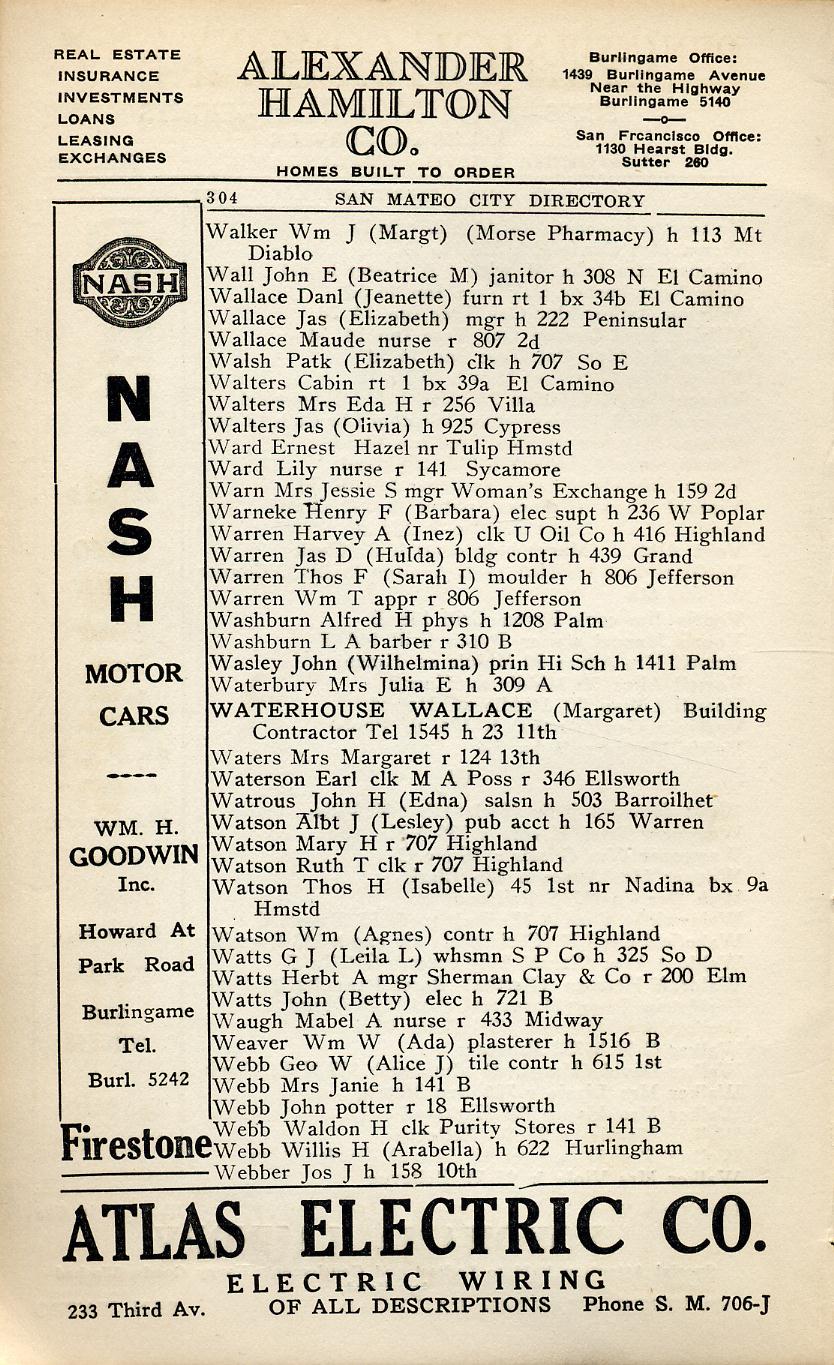 REAL ESTATE
INSURANCE
INVESTMENTS
LOANS
LEASING
EXCHANGES
ALEXANDER
HAMILTON
CO.
HOMES BUILT TO ORDER
Burlingame Office:
1439 Burlingame Avenue
Near the Highway
Burlingame 5140
—o—
San Frcancisco Office:
1130 Hearst Bldg.
Sutter 260
304 SAN MATEO CITY DIRECTORY
NASH
N
A
S
H
MOTOR
CARS
----
WM. H.
GOODWIN
Inc.
Howard At
Park Road
Burlingame
Tel.
Burl. 5242
Firestone
Walker Wm J (Margt) (Morse Pharmacy) h 113 Mt
Diablo
Wall John E (Beatrice M) janitor h 308 N El Camino
Wallace Danl (Jeanette) furn rt 1 bx 34b El Camino
Wallace Jas (Elizabeth) mgr h 222 Peninsular
Wallace Maude nurse r 807 2d
Walsh Patk (Elizabeth) clk h 707 So E
Walters Cabin rt 1 bx 39a El Camino
Walters Mrs Eda H r 256 Villa
Walters Jas (Olivia) h 925 Cypress
Ward Ernest Hazel nr Tulip Hmstd
Ward Lily nurse r 141 Sycamore
Warn Mrs Jessie S mgr Woman's Exchange h 159 2d
Warneke Henry F (Barbara) elec supt h 236 W Poplar
Warren Harvey A (Inez) clk U Oil Co h 416 Highland
Warren Jas D (Hulda) bldg contr h 439 Grand
Warren Thos F (Sarah I) moulder h 806 Jefferson
Warren Wm T appr r 806 Jefferson
Washburn Alfred H phys h 1208 Palm
Washburn L A barber r 310 B
Wasley John (Wilhelmina) prin Hi Sch h 1411 Palm
Waterbury Mrs Julia E h 309 A
WATERHOUSE WALLACE (Margaret) Building
Contractor Tel 1545 h 23 11th
Waters Mrs Margaret r 124 13th
Waterson Earl clk M A Poss r 346 Ellsworth
Watrous John H (Edna) salsn h 503 Barroilhet
Watson Albt J (Lesley) pub acct h 165 Warren
Watson Mary H r 707 Highland
Watson Ruth T clk r 707 Highland
Watson Thos H (Isabelle) 45 1st nr Nadina bx 9a
Hmstd
Watson Wm (Agnes) contr h 707 Highland
Watts G J (Leila L) whsmn S P Co h 325 So D
Watts Herbt A mgr Sherman Clay & Co r 200 Elm
Watts John (Betty) elec h 721 B
Waugh Mabel A nurse r 433 Midway
Weaver Wm W (Ada) plasterer h 1516 B
Webb Geo W (Alice J) tile contr h 615 1st
Webb Mrs Janie h 141 B
Webb John potter r 18 Ellsworth
Webb Waldon H clk Purity Stores r 141 B
Webb Willis H (Arabella) h 622 Hurlingham
Webber Jos J h 158 10th
ATLAS ELECTRIC CO.
ELECTRIC WIRING
233 Third Av. OF ALL DESCRIPTIONS Phone S. M. 706-J